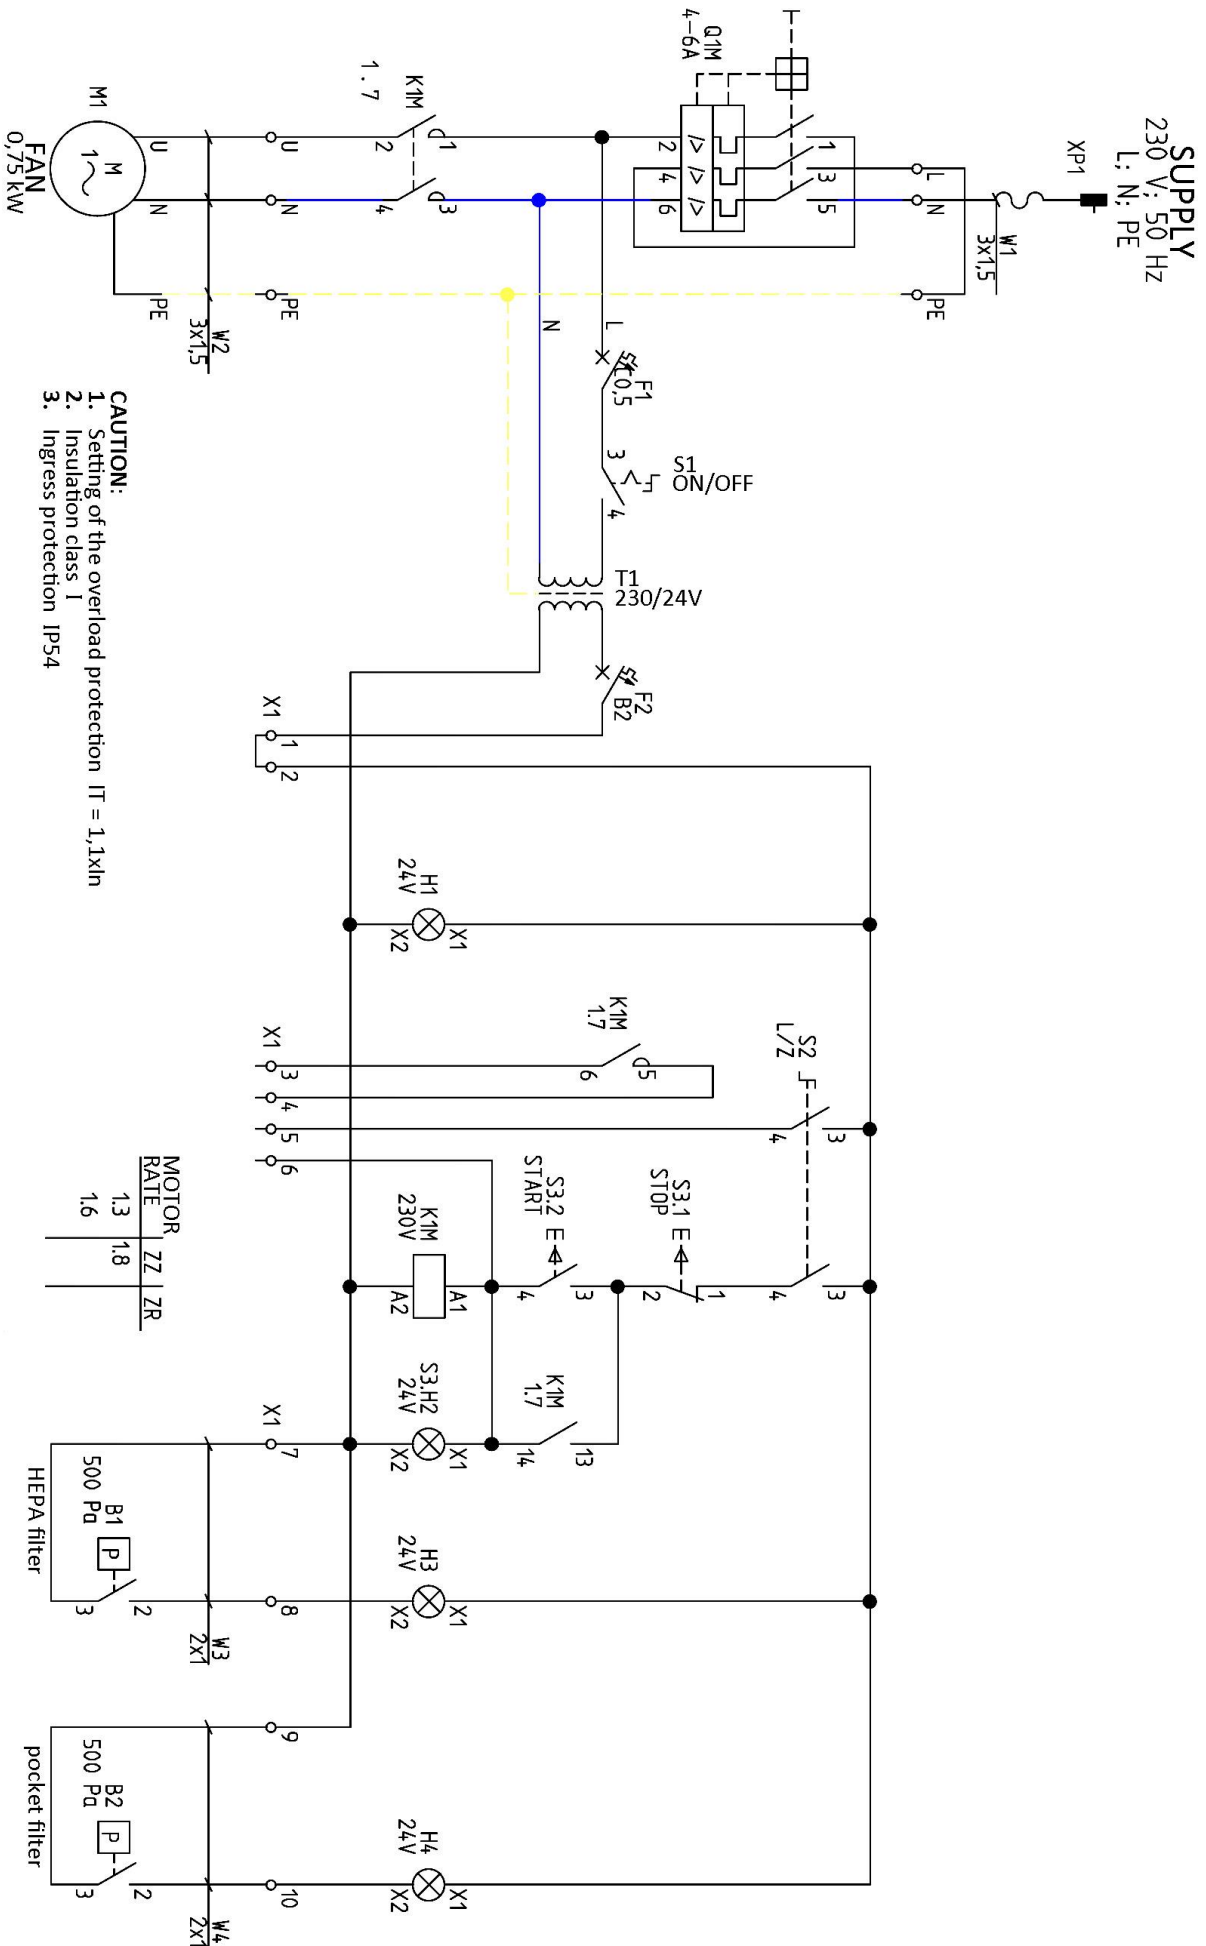 SUPPLY
230 V; 50 Hz
L; N; PE
XP1
W1
3x1,5
L
N
PE
Q1M
4-6A
1
3
5
2
4
6
I>
I>
I>
K1M
1.7
1
2
3
4
U
N
PE
W2
3x1,5
U
N
PE
M1
M
1~
FAN
0,75 kW
L
N
F1
C0,5
3
4
S1
ON/OFF
T1
230/24V
F2
B2
X1
1
2
CAUTION:
1. Setting of the overload protection IT = 1,1xIn
2. Insulation class I
3. Ingress protection IP54
H1
24V
X1
X2
K1M
1.7
5
6
X1
3
4
5
6
S2
L/Z
3
4
3
4
S3.1
STOP
1
2
S3.2
START
3
4
K1M
230V
A1
A2
K1M
1.7
13
14
S3.H2
24V
X1
X2
MOTOR
RATE
ZZ
ZR
1.3
1.8
1.6
X1
7
8
H3
24V
X1
X2
W3
2x1
B1
500 Pa
P
2
3
HEPA filter
9
10
H4
24V
X1
X2
W4
2x1
B2
500 Pa
P
2
3
pocket filter